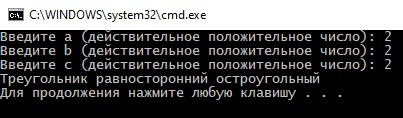 C:\WINDOWS\system32\cmd.exe
Введите a (действительное положительное число): 2
Введите b (действительное положительное число): 2
Введите c (действительное положительное число): 2
Треугольник равносторонний остроугольный
Для продолжения нажмите любую клавишу . . .